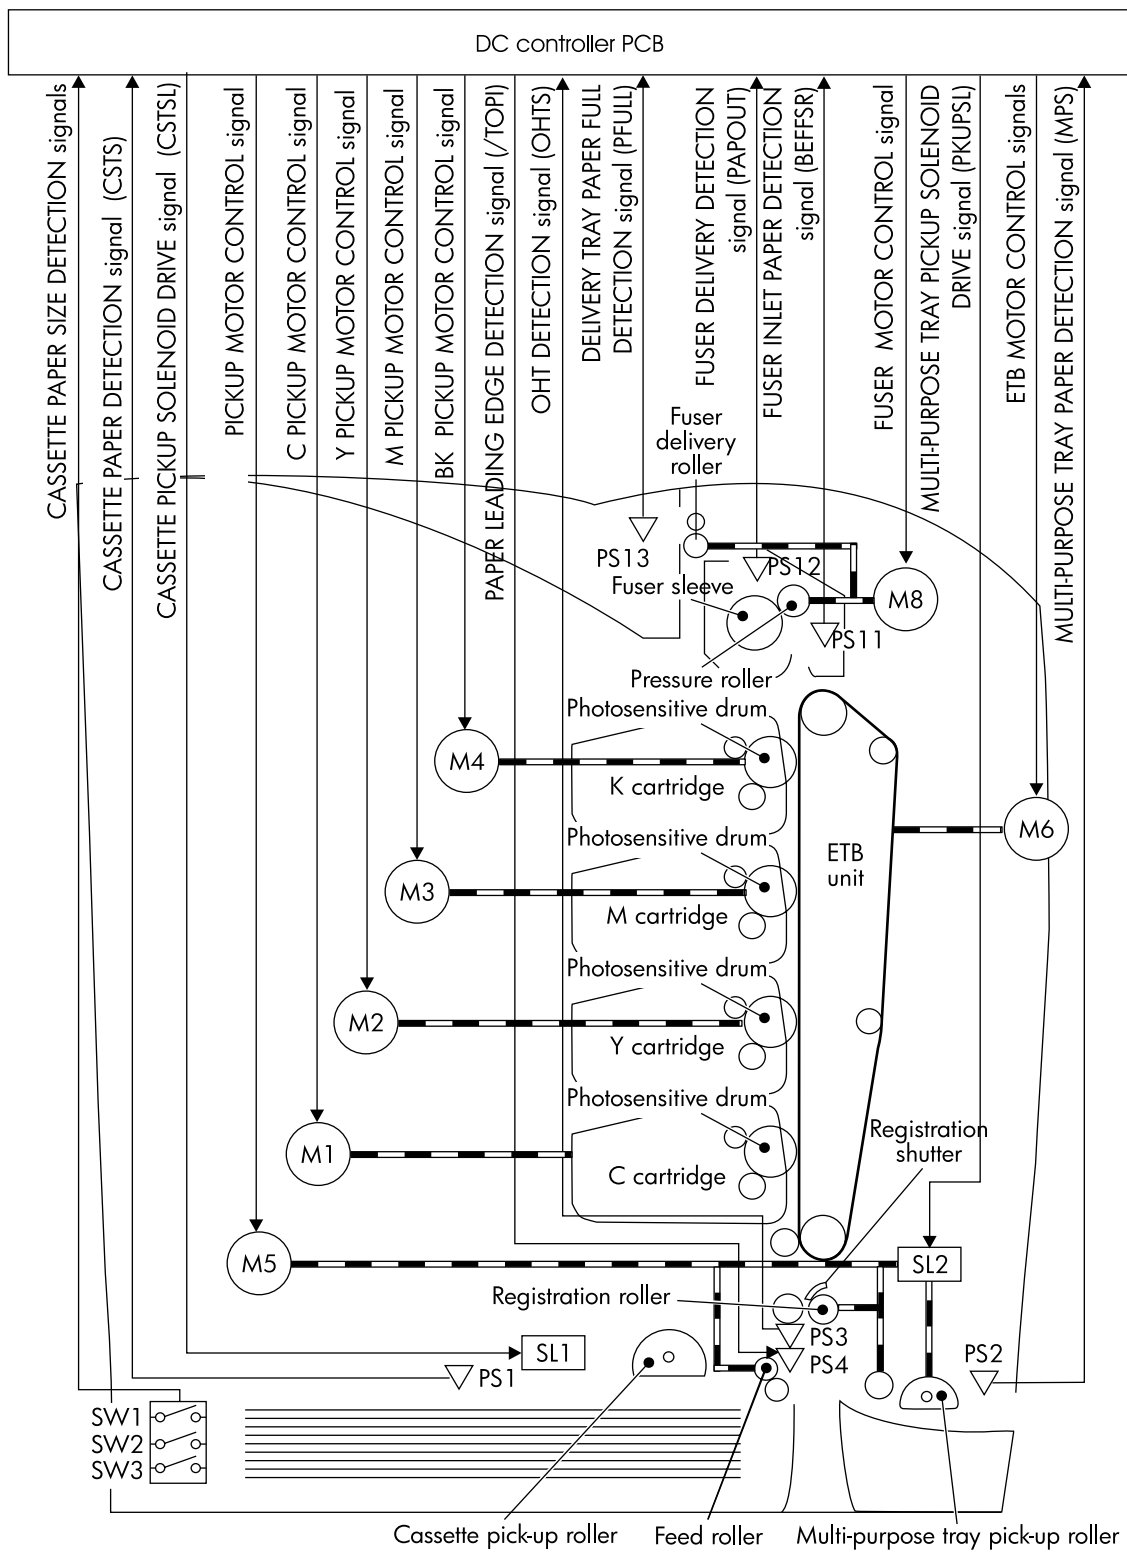 DC controller PCB
CASSETTE PAPER SIZE DETECTION signals
CASSETTE PAPER DETECTION signal (CSTS)
CASSETTE PICKUP SOLENOID DRIVE signal (CSTSL)
PICKUP MOTOR CONTROL signal
C PICKUP MOTOR CONTROL signal
Y PICKUP MOTOR CONTROL signal
M PICKUP MOTOR CONTROL signal
BK PICKUP MOTOR CONTROL signal
PAPER LEADING EDGE DETECTION signal (/TOPI)
OHT DETECTION signal (OHTS)
DELIVERY TRAY PAPER FULL
DETECTION signal (PFULL)
FUSER DELIVERY DETECTION
signal (PAPOUT)
FUSER INLET PAPER DETECTION
signal (BEFFSR)
FUSER MOTOR CONTROL signal
MULTI-PURPOSE TRAY PICKUP SOLENOID
DRIVE signal (PKUPSL)
ETB MOTOR CONTROL signals
MULTI-PURPOSE TRAY PAPER DETECTION signal (MPS)
Fuser
delivery
roller
PS13
PS12
Fuser sleeve
M8
PS11
Pressure roller
Photosensitive drum
M4
K cartridge
M6
Photosensitive drum
ETB
unit
M3
M cartridge
Photosensitive drum
M2
Y cartridge
Photosensitive drum
Registration
shutter
M1
C cartridge
M5
SL2
Registration roller
PS3
SL1
PS4
PS2
PS1
SW1
SW2
SW3
Cassette pick-up roller
Feed roller
Multi-purpose tray pick-up roller